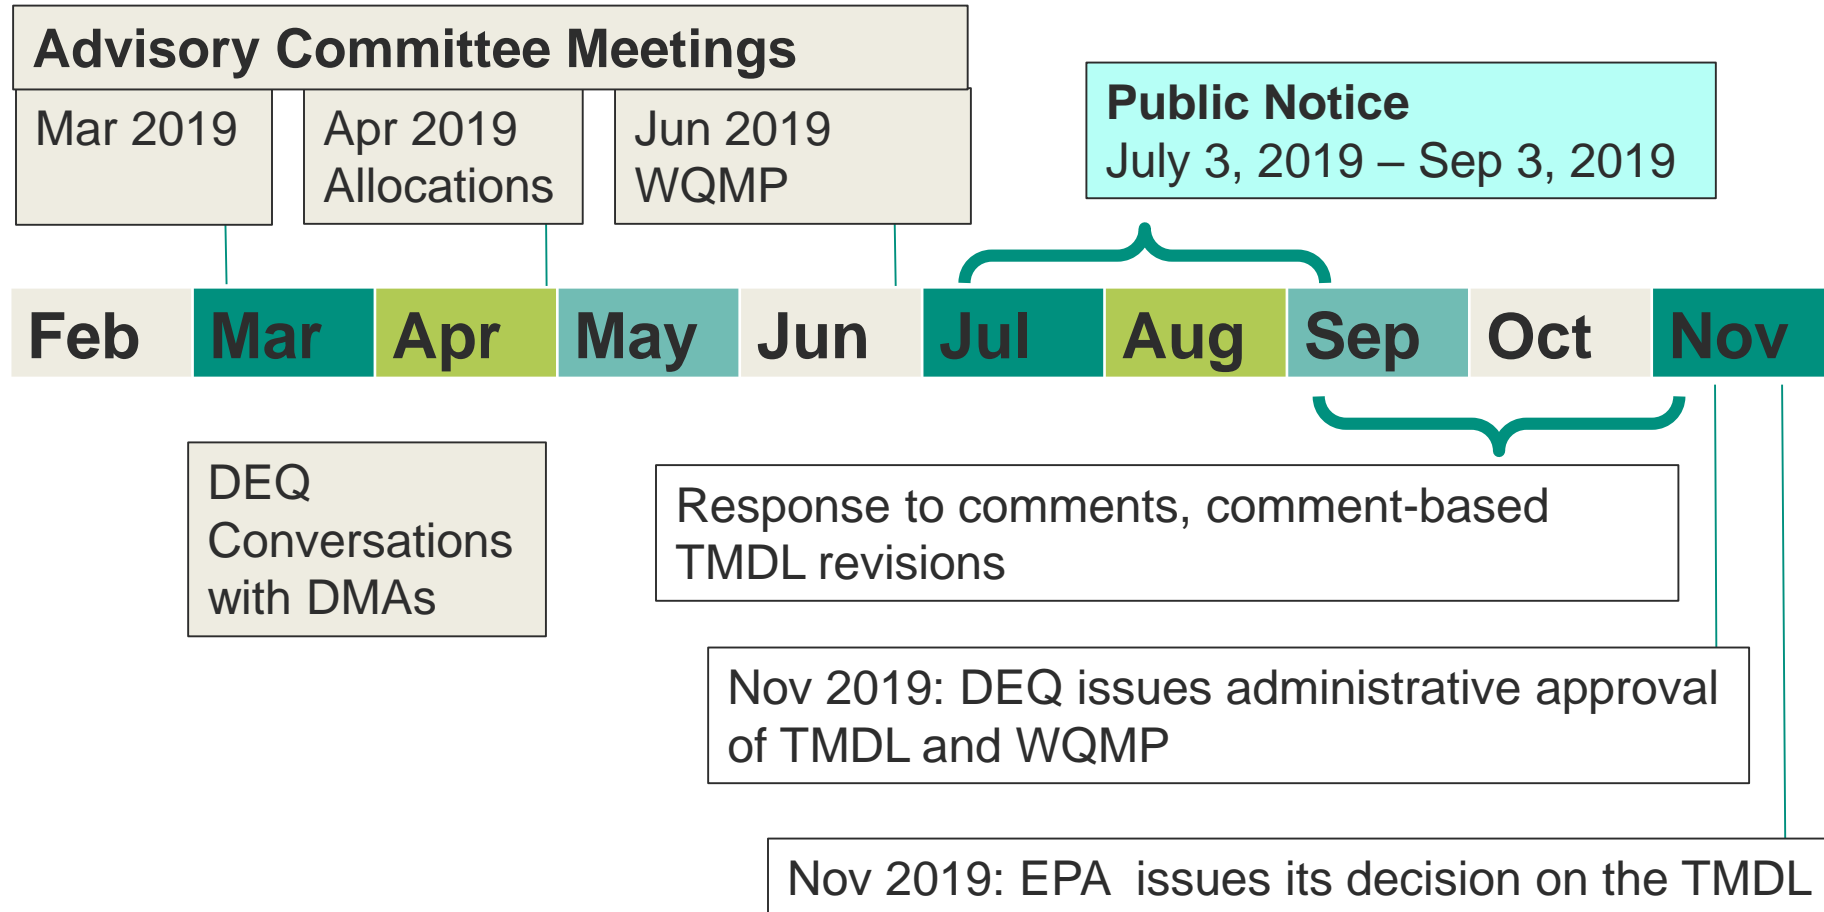 Advisory Committee Meetings
Mar 2019
Apr 2019
Allocations
Jun 2019
WQMP
Public Notice
July 3, 2019 – Sep 3, 2019
Feb Mar Apr May Jun Jul Aug Sep Oct Nov
DEQ
Conversations
with DMAs
Response to comments, comment-based
TMDL revisions
Nov 2019: DEQ issues administrative approval
of TMDL and WQMP
Nov 2019: EPA issues its decision on the TMDL